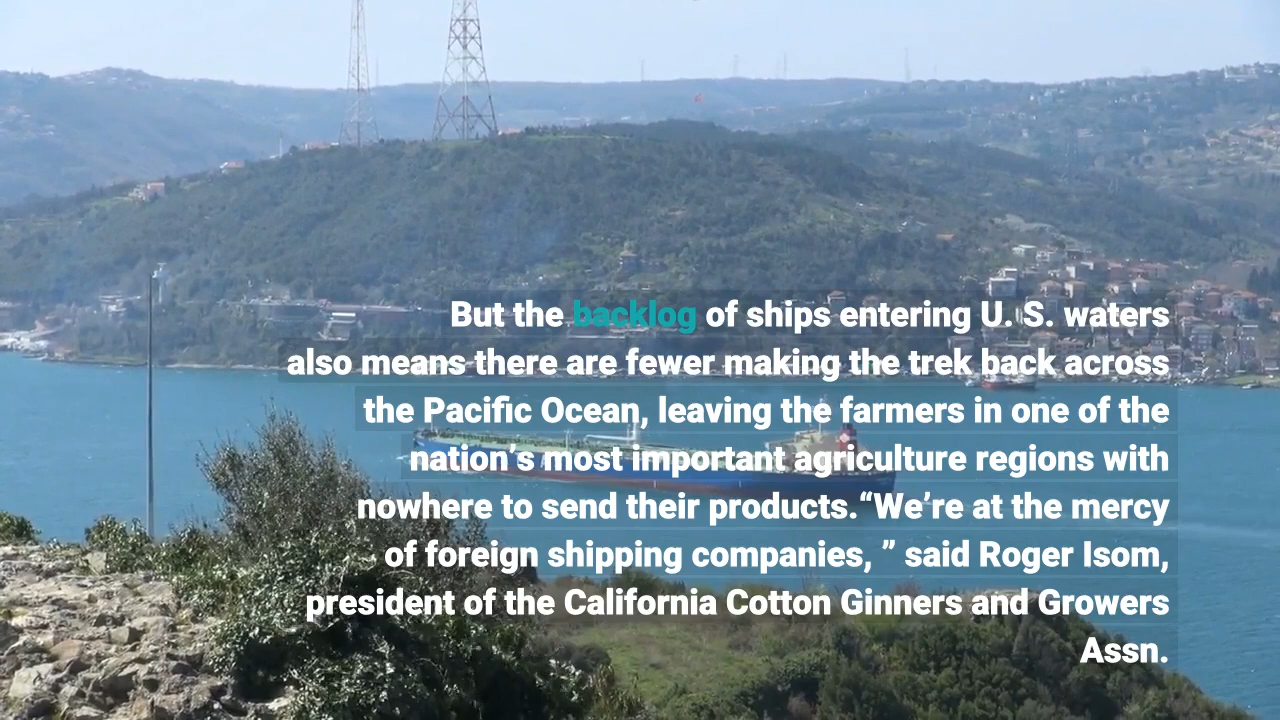 But the backlog of ships entering U. S. waters
also means there are fewer making the trek back across
the Pacific Ocean, leaving the farmers in one of the
nation’s most important agriculture regions with
nowhere to send their products.“We’re at the mercy
of foreign shipping companies, ” said Roger Isom,
president of the California Cotton Ginners and Growers
Assn.